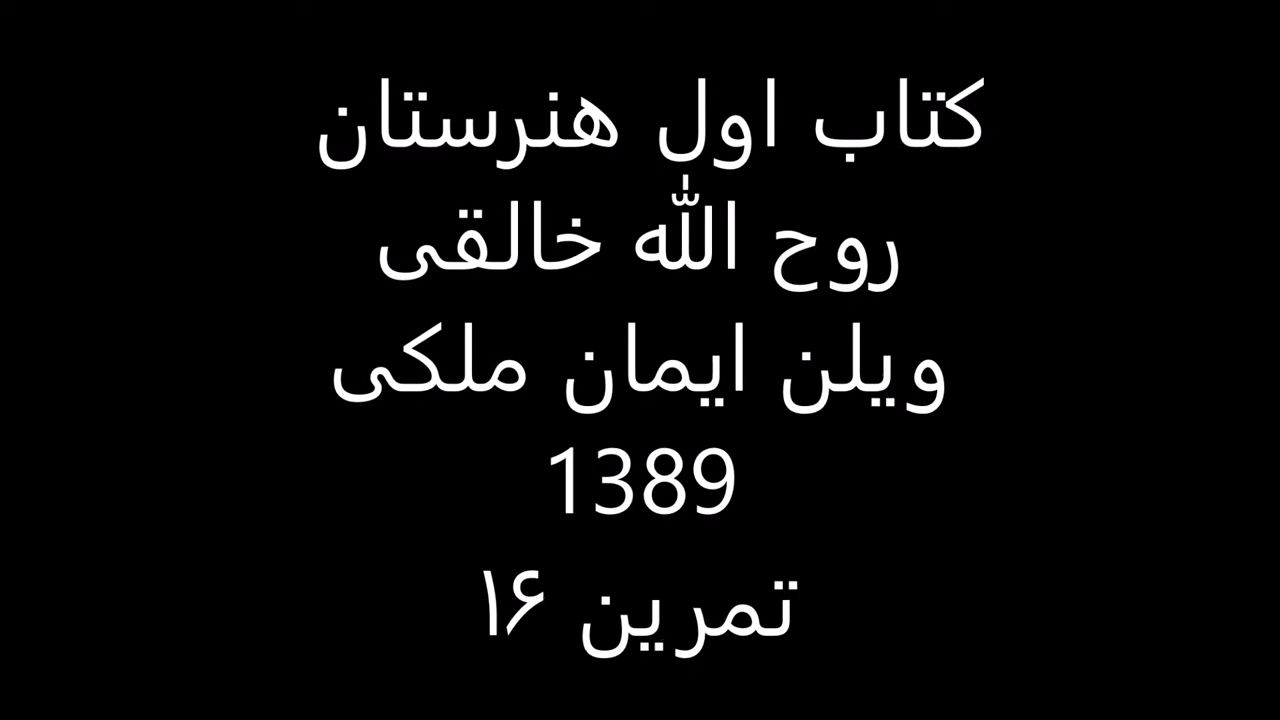 کتاب اول هنرستان
روح الله خالقی
ویلن ایمان ملکی
1389
تمرین ۱۶